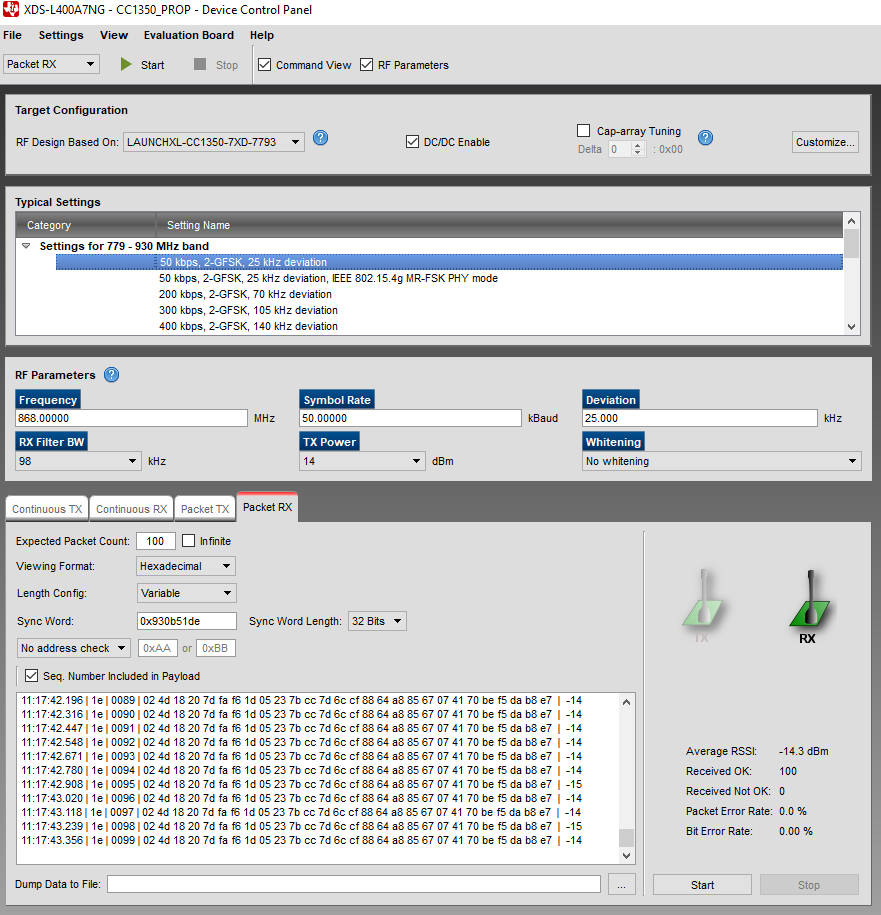 XDS-L400A7NG - CC1350_PROP - Device Control Panel
File Settings View Evaluation Board Help
Packet RX Start Stop Command View RF Parameters
Target Configuration
RF Design Based On: LAUNCHXL-CC1350-7XD-7793 ? DC/DC Enable Cap-array Tuning ? Customize...
Delta 0 : 0x00
Typical Settings
Category Setting Name
Settings for 779 - 930 MHz band
50 kbps, 2-GFSK, 25 kHz deviation
50 kbps, 2-GFSK, 25 kHz deviation, IEEE 802.15.4g MR-FSK PHY mode
200 kbps, 2-GFSK, 70 kHz deviation
300 kbps, 2-GFSK, 105 kHz deviation
400 kbps, 2-GFSK, 140 kHz deviation
RF Parameters ?
Frequency Symbol Rate Deviation
868.00000 MHz 50.00000 kBaud 25.000 kHz
RX Filter BW TX Power Whitening
98 kHz 14 dBm No whitening
Continuous TX Continuous RX Packet TX Packet RX
Expected Packet Count: 100 Infinite
Viewing Format: Hexadecimal
Length Config: Variable
Sync Word: 0x930b51de Sync Word Length: 32 Bits
No address check 0xAA or 0xBB
Seq. Number Included in Payload
TX RX
11:17:42.196 | 1e | 0089 | 02 4d 18 20 7d fa f6 1d 05 23 7b cc 7d 6c cf 88 64 a8 85 67 07 41 70 be f5 da b8 e7 | -14
11:17:42.316 | 1e | 0090 | 02 4d 18 20 7d fa f6 1d 05 23 7b cc 7d 6c cf 88 64 a8 85 67 07 41 70 be f5 da b8 e7 | -14
11:17:42.447 | 1e | 0091 | 02 4d 18 20 7d fa f6 1d 05 23 7b cc 7d 6c cf 88 64 a8 85 67 07 41 70 be f5 da b8 e7 | -14
11:17:42.548 | 1e | 0092 | 02 4d 18 20 7d fa f6 1d 05 23 7b cc 7d 6c cf 88 64 a8 85 67 07 41 70 be f5 da b8 e7 | -14
11:17:42.671 | 1e | 0093 | 02 4d 18 20 7d fa f6 1d 05 23 7b cc 7d 6c cf 88 64 a8 85 67 07 41 70 be f5 da b8 e7 | -14
11:17:42.780 | 1e | 0094 | 02 4d 18 20 7d fa f6 1d 05 23 7b cc 7d 6c cf 88 64 a8 85 67 07 41 70 be f5 da b8 e7 | -14
11:17:42.908 | 1e | 0095 | 02 4d 18 20 7d fa f6 1d 05 23 7b cc 7d 6c cf 88 64 a8 85 67 07 41 70 be f5 da b8 e7 | -15
11:17:43.020 | 1e | 0096 | 02 4d 18 20 7d fa f6 1d 05 23 7b cc 7d 6c cf 88 64 a8 85 67 07 41 70 be f5 da b8 e7 | -14
11:17:43.118 | 1e | 0097 | 02 4d 18 20 7d fa f6 1d 05 23 7b cc 7d 6c cf 88 64 a8 85 67 07 41 70 be f5 da b8 e7 | -14
11:17:43.239 | 1e | 0098 | 02 4d 18 20 7d fa f6 1d 05 23 7b cc 7d 6c cf 88 64 a8 85 67 07 41 70 be f5 da b8 e7 | -15
11:17:43.356 | 1e | 0099 | 02 4d 18 20 7d fa f6 1d 05 23 7b cc 7d 6c cf 88 64 a8 85 67 07 41 70 be f5 da b8 e7 | -14
Average RSSI: -14.3 dBm
Received OK: 100
Received Not OK: 0
Packet Error Rate: 0.0 %
Bit Error Rate: 0.00 %
Dump Data to File: ... Start Stop